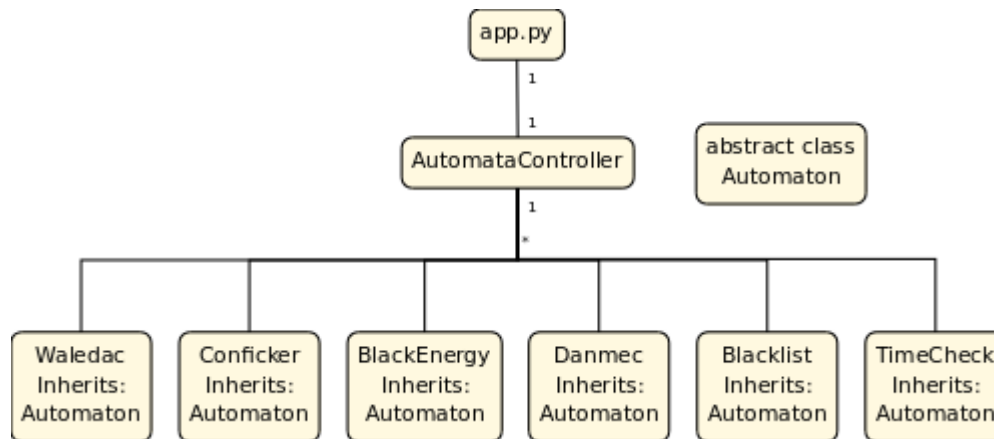 app.py
1
1
AutomataController
abstract class
Automaton
1
*
Waledac
Inherits:
Automaton
Conficker
Inherits:
Automaton
BlackEnergy
Inherits:
Automaton
Danmec
Inherits:
Automaton
Blacklist
Inherits:
Automaton
TimeCheck
Inherits:
Automaton